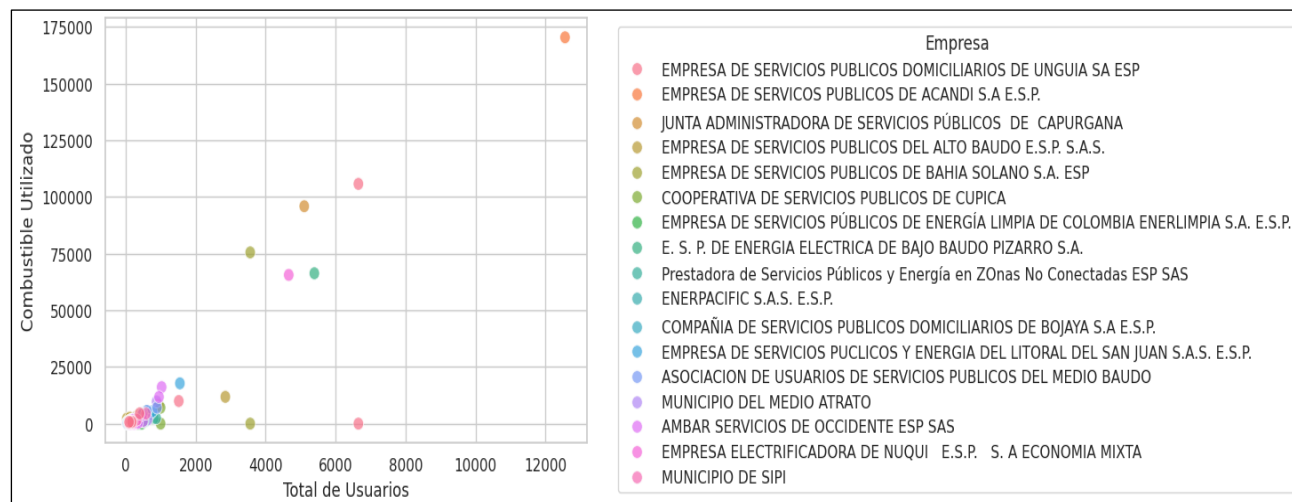 175000
150000
125000
100000
75000
50000
25000
0
Combustible Utilizado
0 2000 4000 6000 8000 10000 12000
Total de Usuarios
Empresa
EMPRESA DE SERVICIOS PUBLICOS DOMICILIARIOS DE UNGUIA SA ESP
EMPRESA DE SERVICOS PUBLICOS DE ACANDI S.A E.S.P.
JUNTA ADMINISTRADORA DE SERVICIOS PÚBLICOS DE CAPURGANA
EMPRESA DE SERVICIOS PUBLICOS DEL ALTO BAUDO E.S.P. S.A.S.
EMPRESA DE SERVICIOS PUBLICOS DE BAHIA SOLANO S.A. ESP
COOPERATIVA DE SERVICIOS PUBLICOS DE CUPICA
EMPRESA DE SERVICIOS PÚBLICOS DE ENERGÍA LIMPIA DE COLOMBIA ENERLIMPIA S.A. E.S.P.
E. S. P. DE ENERGIA ELECTRICA DE BAJO BAUDO PIZARRO S.A.
Prestadora de Servicios Públicos y Energía en ZOnas No Conectadas ESP SAS
ENERPACIFIC S.A.S. E.S.P.
COMPAÑIA DE SERVICIOS PUBLICOS DOMICILIARIOS DE BOJAYA S.A E.S.P.
EMPRESA DE SERVICIOS PUCLICOS Y ENERGIA DEL LITORAL DEL SAN JUAN S.A.S. E.S.P.
ASOCIACION DE USUARIOS DE SERVICIOS PUBLICOS DEL MEDIO BAUDO
MUNICIPIO DEL MEDIO ATRATO
AMBAR SERVICIOS DE OCCIDENTE ESP SAS
EMPRESA ELECTRIFICADORA DE NUQUI E.S.P. S. A ECONOMIA MIXTA
MUNICIPIO DE SIPI